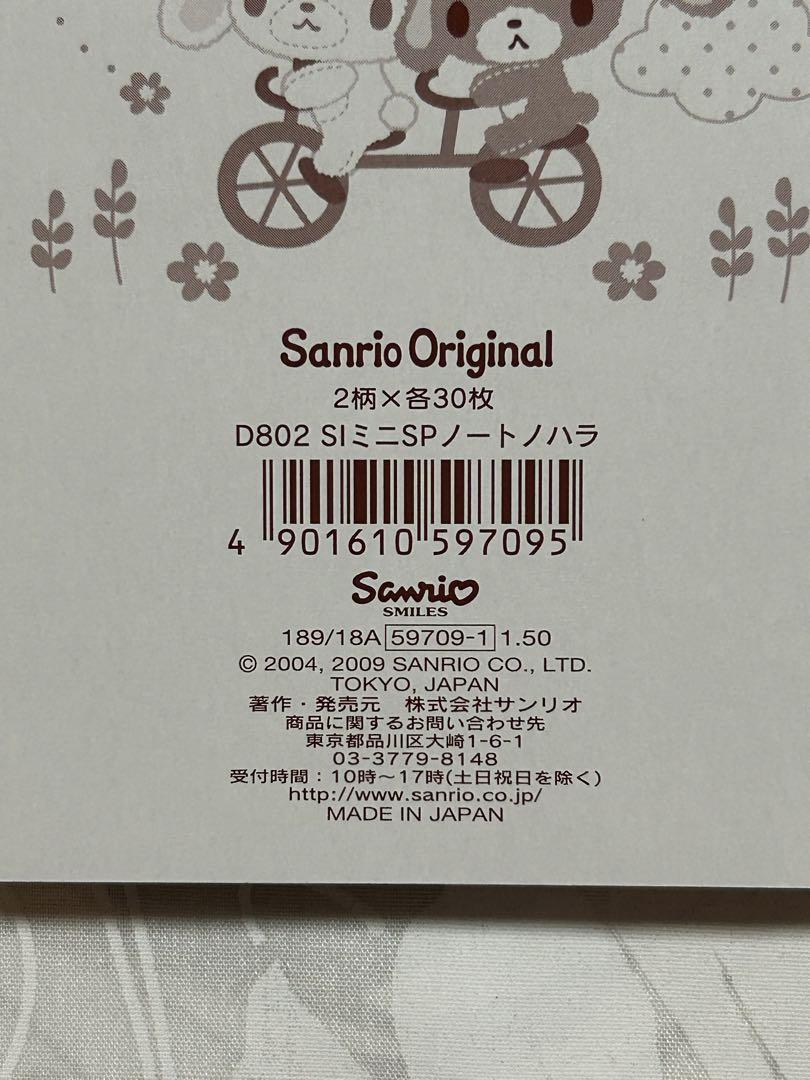 Sanrio Original
2柄×各30枚
D802 SIミニSPノートノハラ
4 901610 597095
Sanrio
SMILES
189/18A 59709-1 1.50
© 2004, 2009 SANRIO CO., LTD.
TOKYO, JAPAN
著作・発売元 株式会社サンリオ
商品に関するお問い合わせ先
東京都品川区大崎1-6-1
03-3779-8148
受付時間：10時～17時(土日祝日を除く)
http://www.sanrio.co.jp/
MADE IN JAPAN